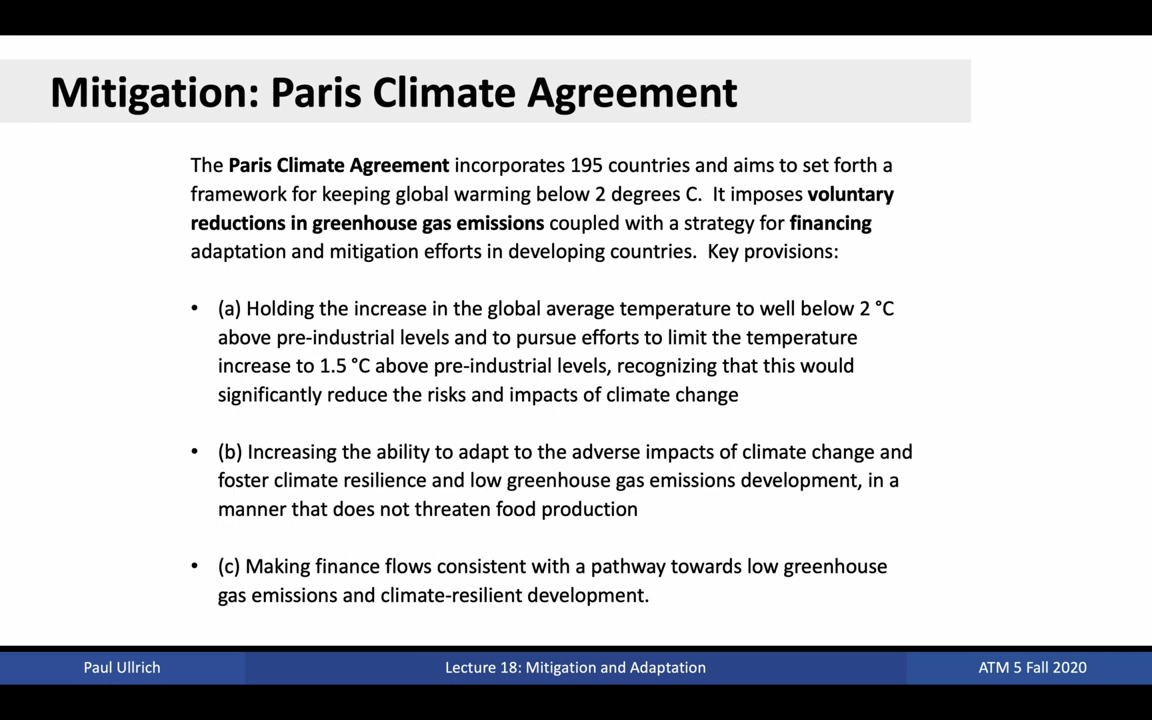 Mitigation: Paris Climate Agreement
The Paris Climate Agreement incorporates 195 countries and aims to set forth a
framework for keeping global warming below 2 degrees C.  It imposes voluntary
reductions in greenhouse gas emissions coupled with a strategy for financing
adaptation and mitigation efforts in developing countries.  Key provisions:
• (a) Holding the increase in the global average temperature to well below 2 °C
above pre-industrial levels and to pursue efforts to limit the temperature
increase to 1.5 °C above pre-industrial levels, recognizing that this would
significantly reduce the risks and impacts of climate change
• (b) Increasing the ability to adapt to the adverse impacts of climate change and
foster climate resilience and low greenhouse gas emissions development, in a
manner that does not threaten food production
• (c) Making finance flows consistent with a pathway towards low greenhouse
gas emissions and climate-resilient development.
Paul Ullrich
Lecture 18: Mitigation and Adaptation
ATM 5 Fall 2020